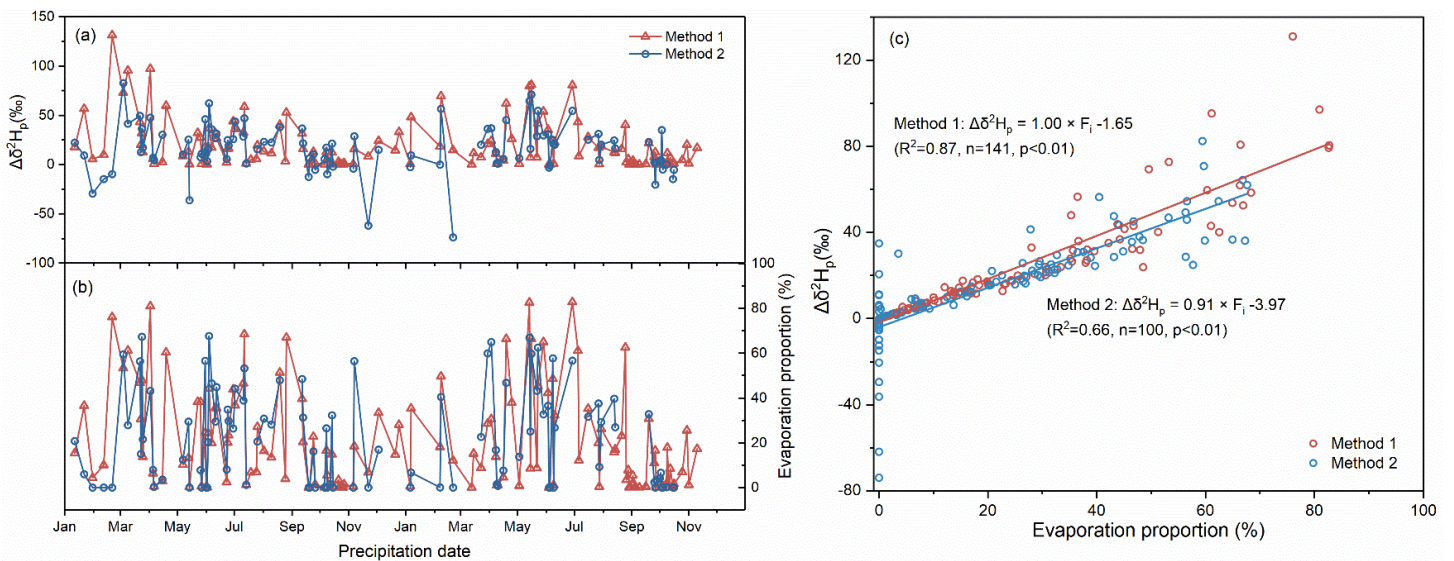 (a)
Method 1
Method 2
150
100
50
0
-50
-100
Δδ²Hₚ(‰)
(b)
100
80
60
40
20
0
Evaporation proportion (%)
Jan Mar May Jul Sep Nov Jan Mar May Jul Sep Nov
Precipitation date
(c)
120
80
40
0
-40
-80
Δδ²Hₚ(‰)
Method 1: Δδ²Hₚ = 1.00 × Fᵢ -1.65
(R²=0.87, n=141, p<0.01)
Method 2: Δδ²Hₚ = 0.91 × Fᵢ -3.97
(R²=0.66, n=100, p<0.01)
Method 1
Method 2
0 20 40 60 80 100
Evaporation proportion (%)